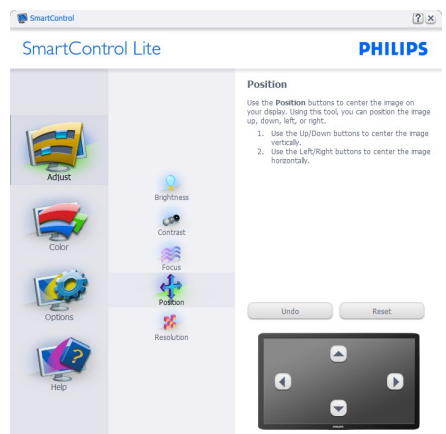 SmartControl
SmartControl Lite
PHILIPS
Adjust
Color
Options
Help
Brightness
Contrast
Focus
Position
Resolution
Position
Use the Position buttons to center the image on
your display. Using this tool, you can position the image
up, down, left, or right.
1. Use the Up/Down buttons to center the image
vertically.
2. Use the Left/Right buttons to center the image
horizontally.
Undo
Reset
PHILIPS